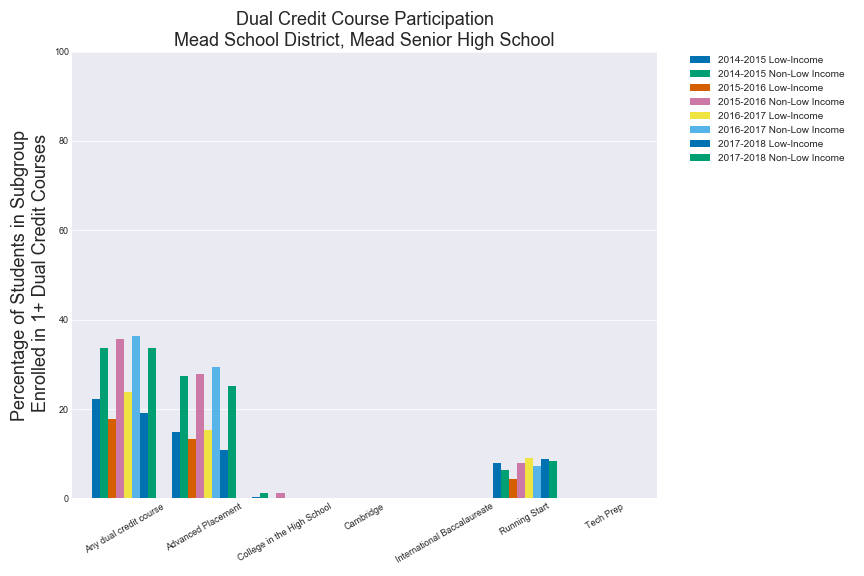 Dual Credit Course Participation
Mead School District, Mead Senior High School
Percentage of Students in Subgroup
Enrolled in 1+ Dual Credit Courses
100
80
60
40
20
0
Any dual credit course
Advanced Placement
College in the High School
Cambridge
International Baccalaureate
Running Start
Tech Prep
2014-2015 Low-Income
2014-2015 Non-Low Income
2015-2016 Low-Income
2015-2016 Non-Low Income
2016-2017 Low-Income
2016-2017 Non-Low Income
2017-2018 Low-Income
2017-2018 Non-Low Income